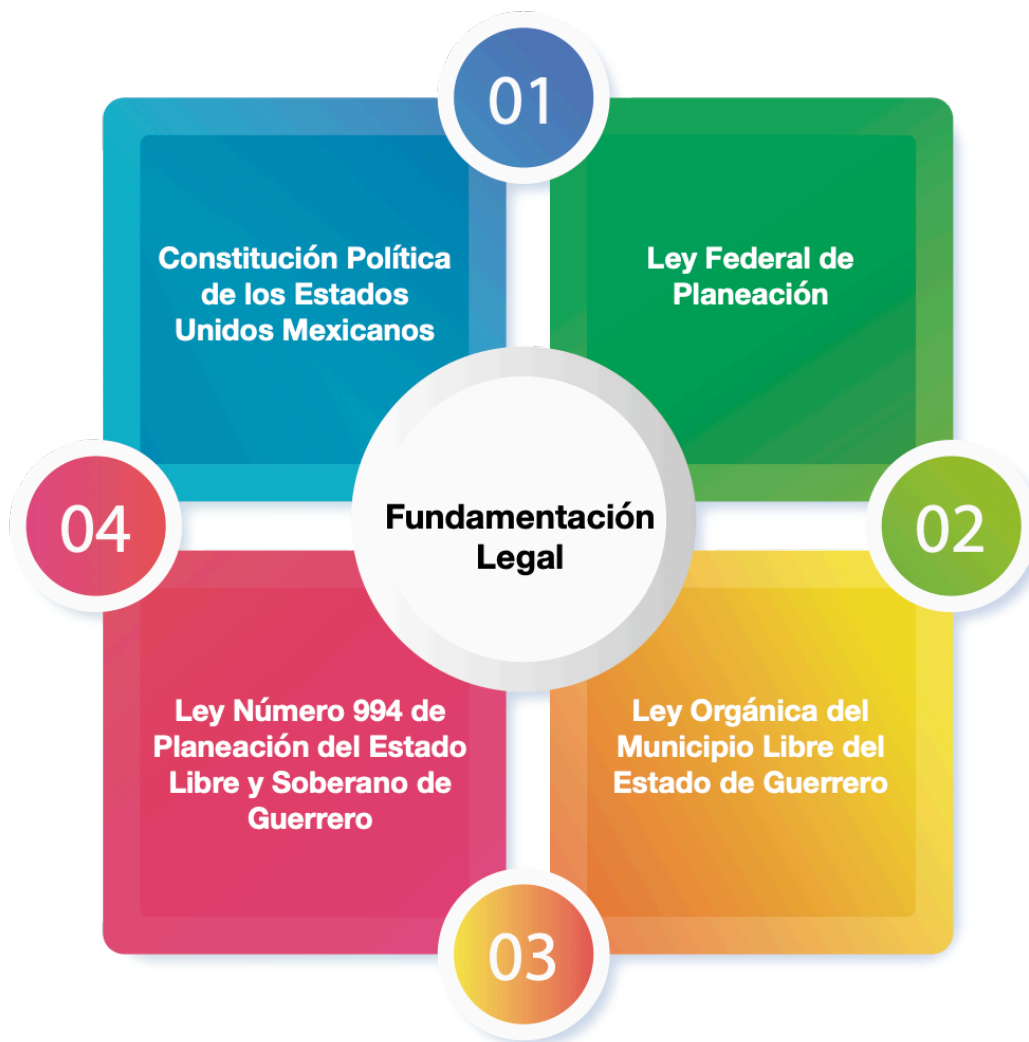 01
Constitución Política
de los Estados
Unidos Mexicanos
Ley Federal de
Planeación
04
Fundamentación
Legal
02
Ley Número 994 de
Planeación del Estado
Libre y Soberano de
Guerrero
Ley Orgánica del
Municipio Libre del
Estado de Guerrero
03